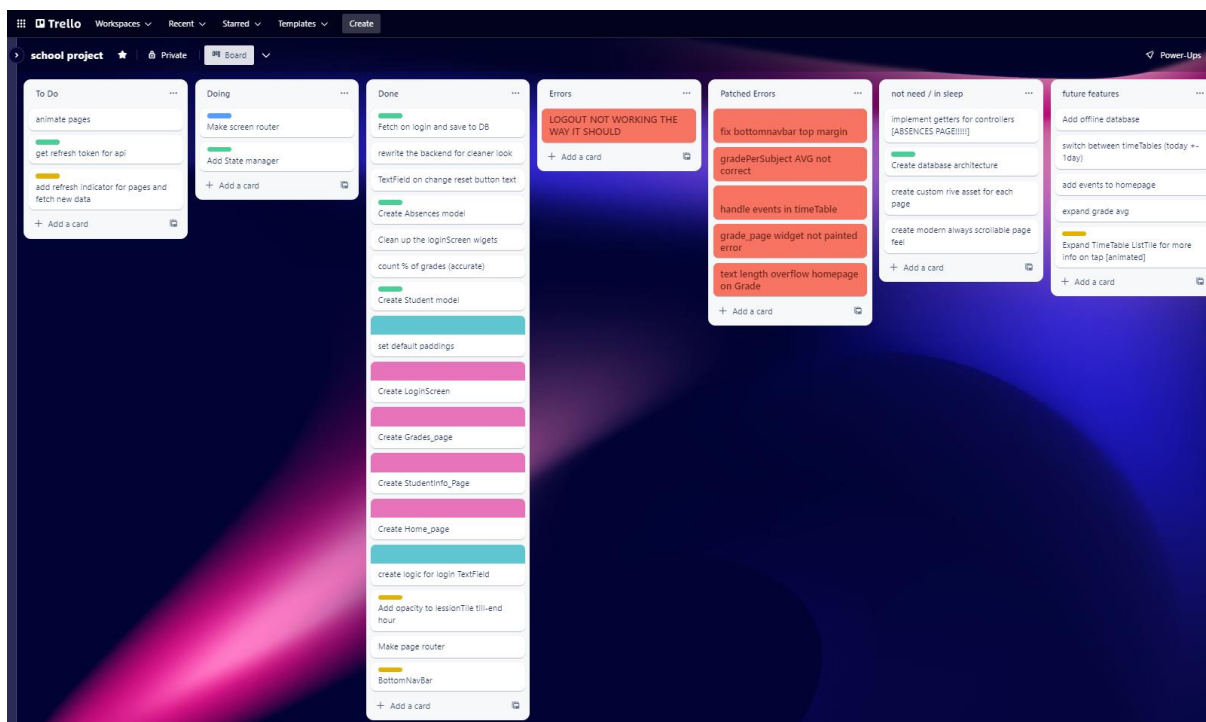 Trello Workspaces Recent Starred Templates Create
school project Private Board Power-Ups
To Do
animate pages
get refresh token for api
add refresh indicator for pages and
fetch new data
+ Add a card
Doing
Make screen router
Add State manager
+ Add a card
Done
Fetch on login and save to DB
rewrite the backend for cleaner look
TextField on change reset button text
Create Absences model
Clean up the loginScreen wigets
count % of grades (accurate)
Create Student model
set default paddings
Create LoginScreen
Create Grades_page
Create StudentInfo_Page
Create Home_page
create logic for login TextField
Add opacity to lessionTile till-end
hour
Make page router
BottomNavBar
+ Add a card
Errors
LOGOUT NOT WORKING THE
WAY IT SHOULD
+ Add a card
Patched Errors
fix bottomnavbar top margin
gradePerSubject AVG not
correct
handle events in timeTable
grade_page widget not painted
error
text length overflow homepage
on Grade
+ Add a card
not need / in sleep
implement getters for controllers
[ABSENCES PAGE!!!!!]
Create database architecture
create custom rive asset for each
page
create modern always scrollable page
feel
+ Add a card
future features
Add offline database
switch between timeTables (today +-
1day)
add events to homepage
expand grade avg
Expand TimeTable ListTile for more
info on tap [animated]
+ Add a card